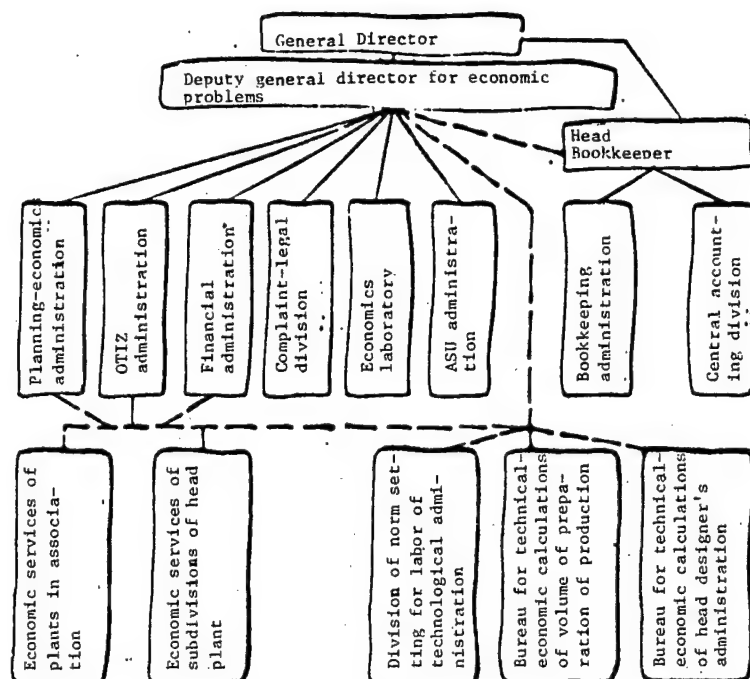 General Director
Deputy general director for economic
problems
Head
Bookkeeper
Planning-economic
administration
OTIZ
administration
Financial
administration
Complaint-legal
division
Economics
laboratory
ASU administra-
tion
Bookkeeping
administration
Central account-
ing division
Economic services of
plants in associa-
tion
Economic services of
subdivisions of head
plant
Division of norm set-
ting for labor of
technological admi-
nistration
Bureau for technical-
economic calculations
of volume of prepa-
ration of production
Bureau for technical-
economic calculations
of head designer's
administration